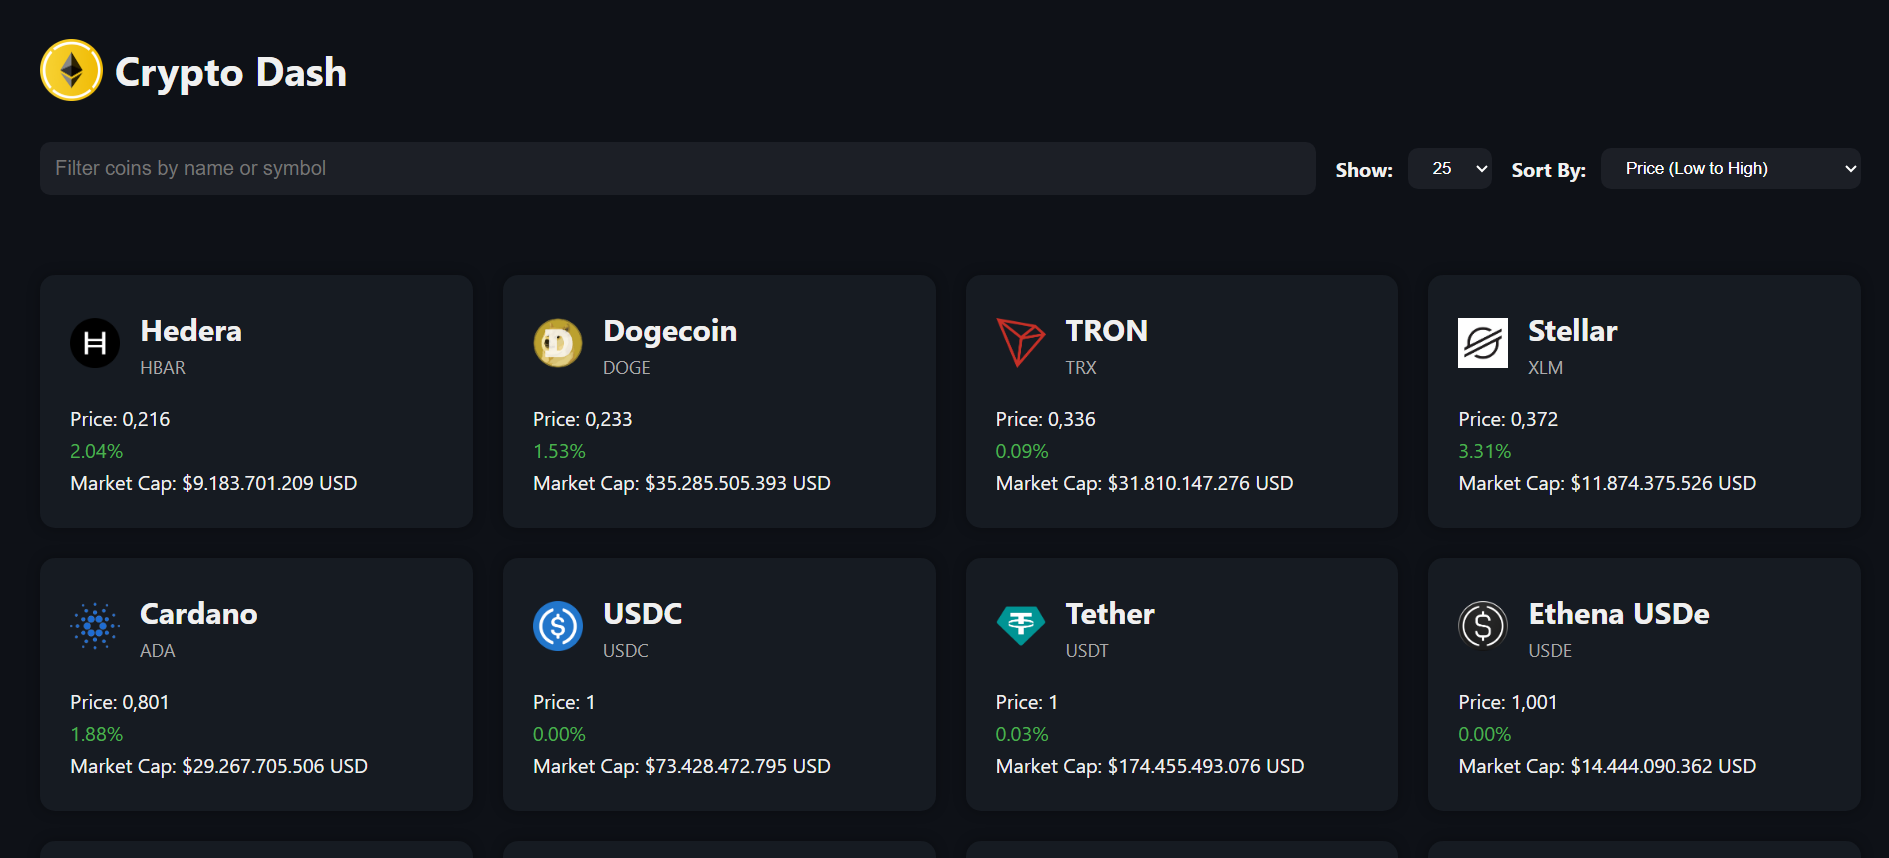 Crypto Dash
Filter coins by name or symbol
Show: 25 Sort By: Price (Low to High)
Hedera
HBAR
Price: 0,216
2.04%
Market Cap: $9.183.701.209 USD
Dogecoin
DOGE
Price: 0,233
1.53%
Market Cap: $35.285.505.393 USD
TRON
TRX
Price: 0,336
0.09%
Market Cap: $31.810.147.276 USD
Stellar
XLM
Price: 0,372
3.31%
Market Cap: $11.874.375.526 USD
Cardano
ADA
Price: 0,801
1.88%
Market Cap: $29.267.705.506 USD
USDC
USDC
Price: 1
0.00%
Market Cap: $73.428.472.795 USD
Tether
USDT
Price: 1
0.03%
Market Cap: $174.455.493.076 USD
Ethena USDe
USDE
Price: 1,001
0.00%
Market Cap: $14.444.090.362 USD